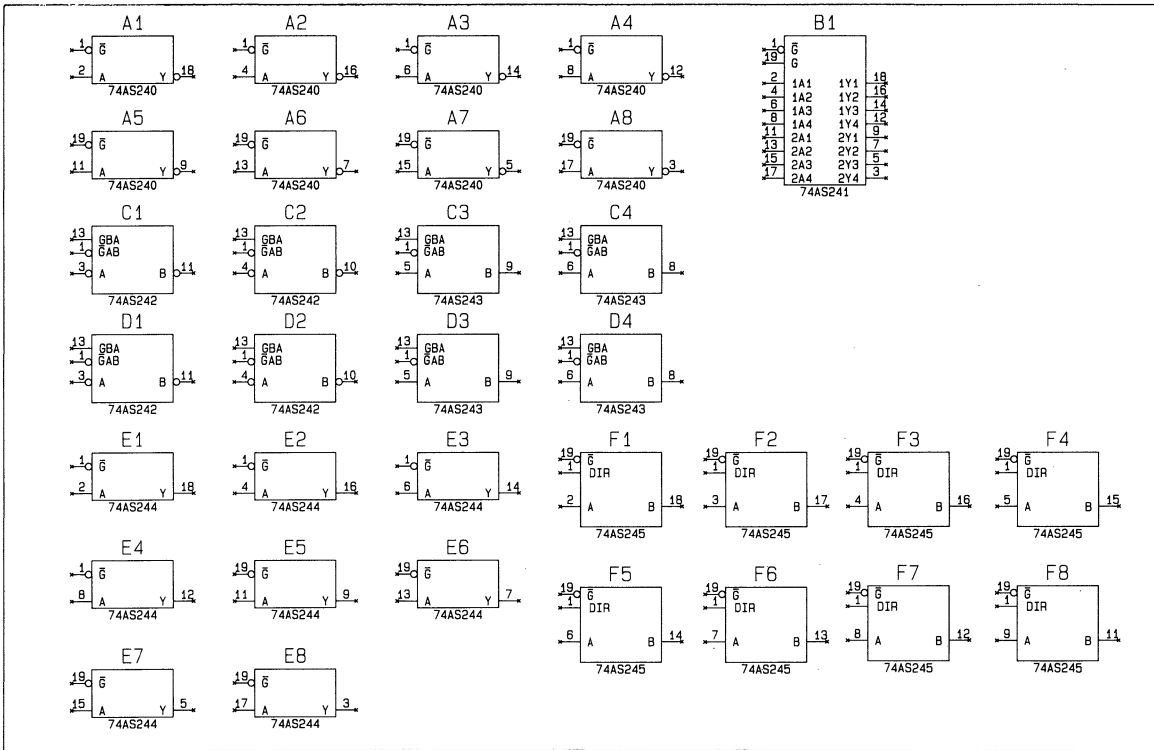 A1 A2 A3 A4 B1
1 G̅ 1 G̅ 1 G̅ 1 G̅ 1 G̅
19 G
2 A Y 18 4 A Y 16 6 A Y 14 8 A Y 12
74AS240 74AS240 74AS240 74AS240
2 1A1 1Y1 18
4 1A2 1Y2 16
6 1A3 1Y3 14
8 1A4 1Y4 12
11 2A1 2Y1 9
13 2A2 2Y2 7
15 2A3 2Y3 5
17 2A4 2Y4 3
74AS241
A5 A6 A7 A8
19 G̅ 19 G̅ 19 G̅ 19 G̅
11 A Y 9 13 A Y 7 15 A Y 5 17 A Y 3
74AS240 74AS240 74AS240 74AS240
C1 C2 C3 C4
13 GBA 13 GBA 13 GBA 13 GBA
1 G̅AB 1 G̅AB 1 G̅AB 1 G̅AB
3 A B 11 4 A B 10 5 A B 9 6 A B 8
74AS242 74AS242 74AS243 74AS243
D1 D2 D3 D4
13 GBA 13 GBA 13 GBA 13 GBA
1 G̅AB 1 G̅AB 1 G̅AB 1 G̅AB
3 A B 11 4 A B 10 5 A B 9 6 A B 8
74AS242 74AS242 74AS243 74AS243
E1 E2 E3 F1 F2 F3 F4
1 G̅ 1 G̅ 1 G̅ 19 G̅ 19 G̅ 19 G̅ 19 G̅
1 DIR 1 DIR 1 DIR 1 DIR
2 A Y 18 4 A Y 16 6 A Y 14 2 A B 18 3 A B 17 4 A B 16 5 A B 15
74AS244 74AS244 74AS244 74AS245 74AS245 74AS245 74AS245
E4 E5 E6 F5 F6 F7 F8
1 G̅ 19 G̅ 19 G̅ 19 G̅ 19 G̅ 19 G̅ 19 G̅
1 DIR 1 DIR 1 DIR 1 DIR
8 A Y 12 11 A Y 9 13 A Y 7 6 A B 14 7 A B 13 8 A B 12 9 A B 11
74AS244 74AS244 74AS244 74AS245 74AS245 74AS245 74AS245
E7 E8
19 G̅ 19 G̅
15 A Y 5 17 A Y 3
74AS244 74AS244